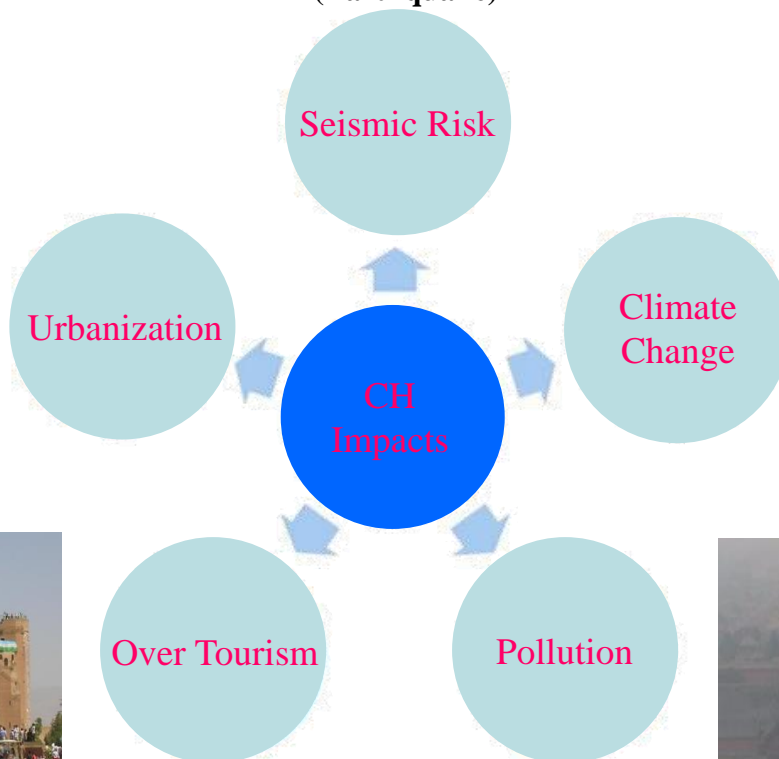 Seismic Risk
Urbanization
Climate
Change
CH
Impacts
Over Tourism
Pollution